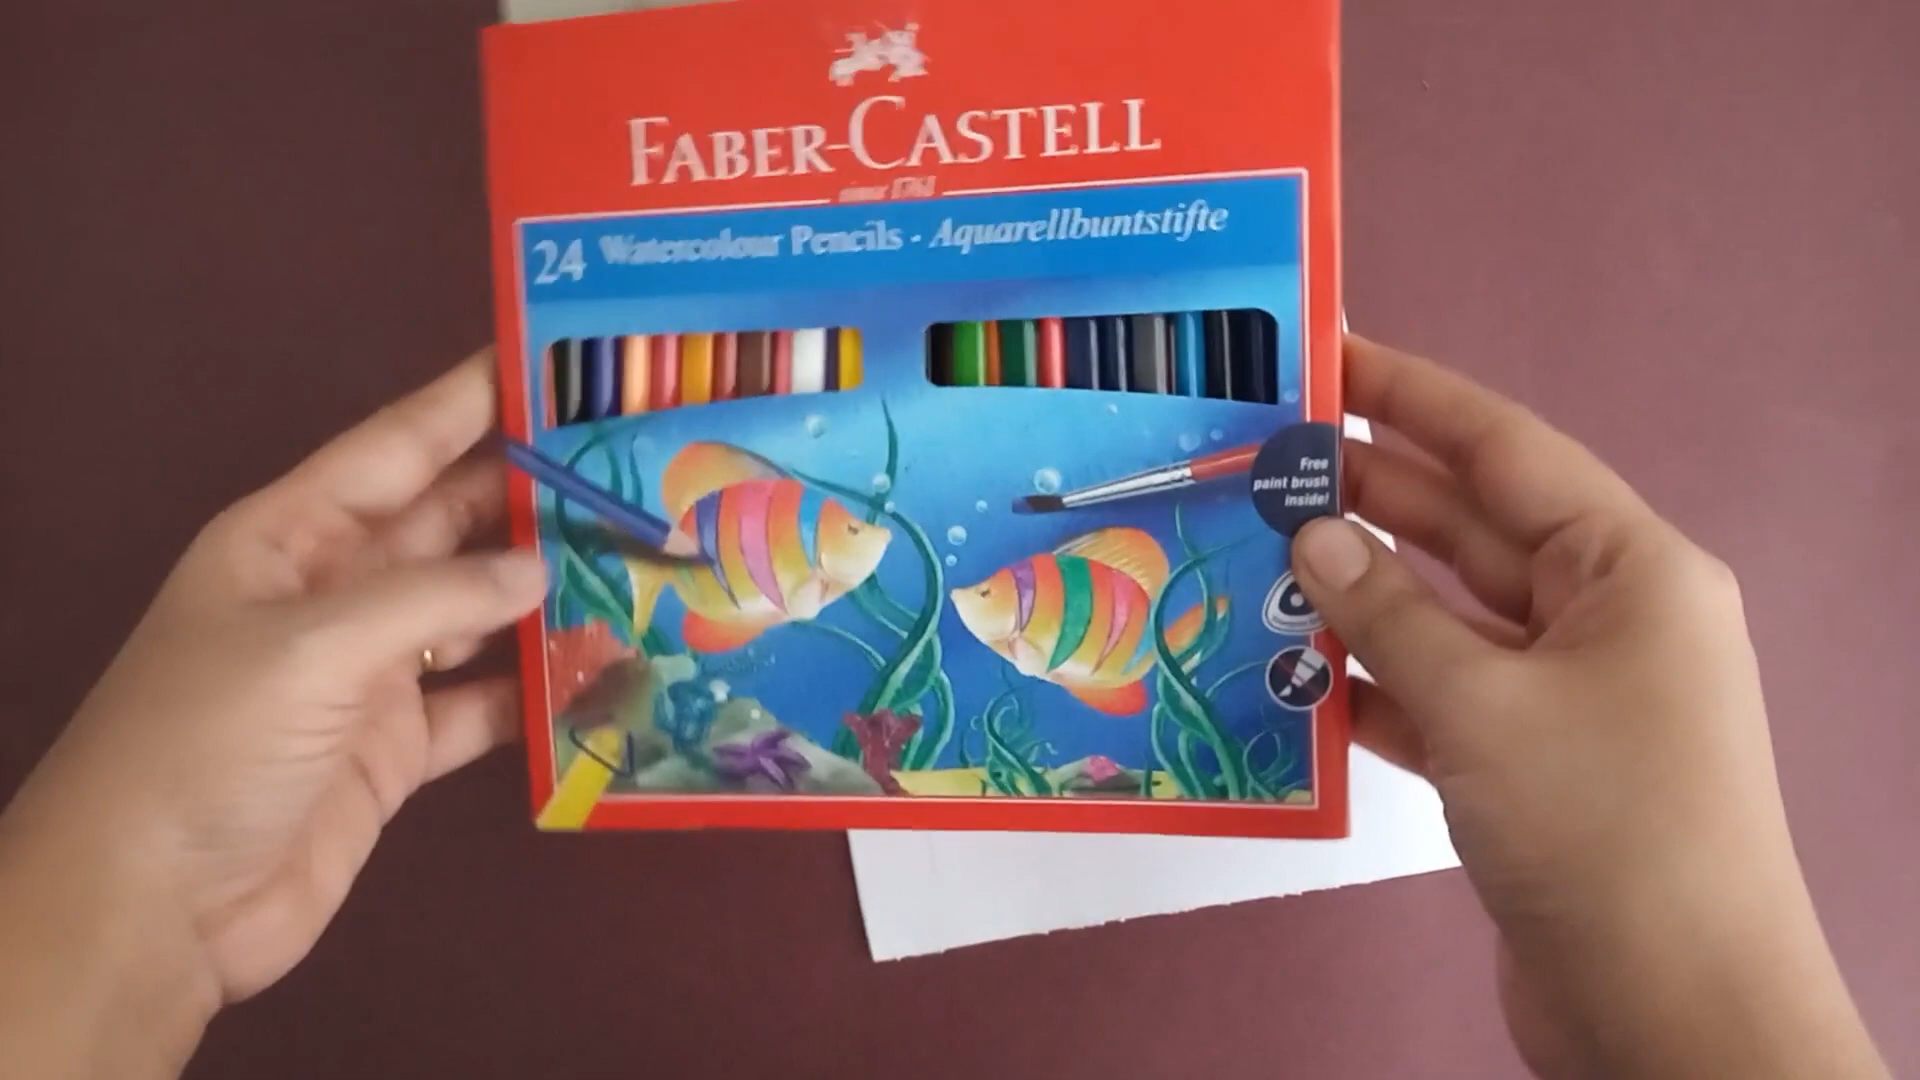 FABER-CASTELL
since 1761
24 Watercolour Pencils - Aquarellbuntstifte
Free
paint brush
inside!